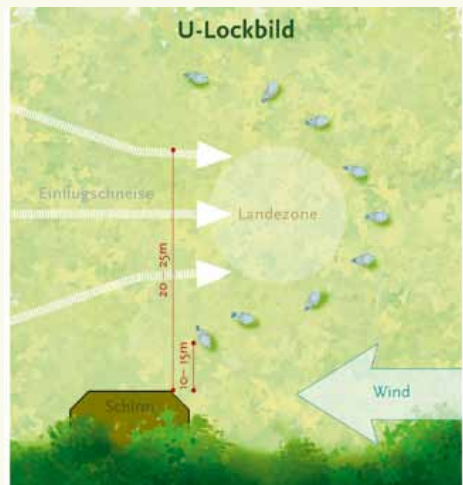 U-Lockbild
Einflugschneise
Landezone
20–25m
10–15m
Schirm
Wind